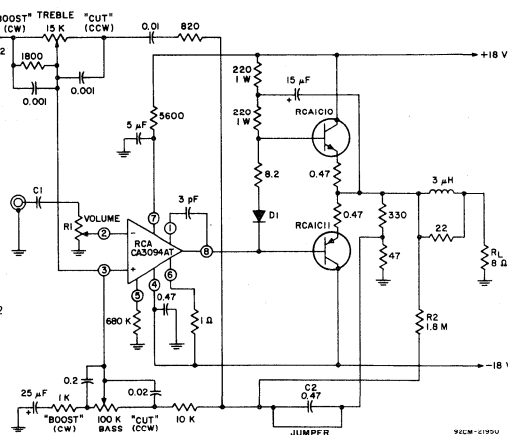 "BOOST" TREBLE "CUT"
(CW) 15 K (CCW)
0.01 820
+18 V
1800
0.001 0.001
5 μF 5600
220
1 W
15 μF
+
220
1 W
RCA1C10
8.2
0.47
3 μH
C1
3 pF
D1
0.47
330
22
VOLUME
R1
7 1
2 −
RCA
CA3094AT
8
RCA1C11
RL
8 Ω
3 +
6
5 4
47
0.47
680 K
1 Ω
R2
1.8 M
−18 V
0.2
0.02
C2
0.47
25 μF
+
1 K
10 K
"BOOST" 100 K "CUT"
(CW) BASS (CCW)
JUMPER
92CM-21950